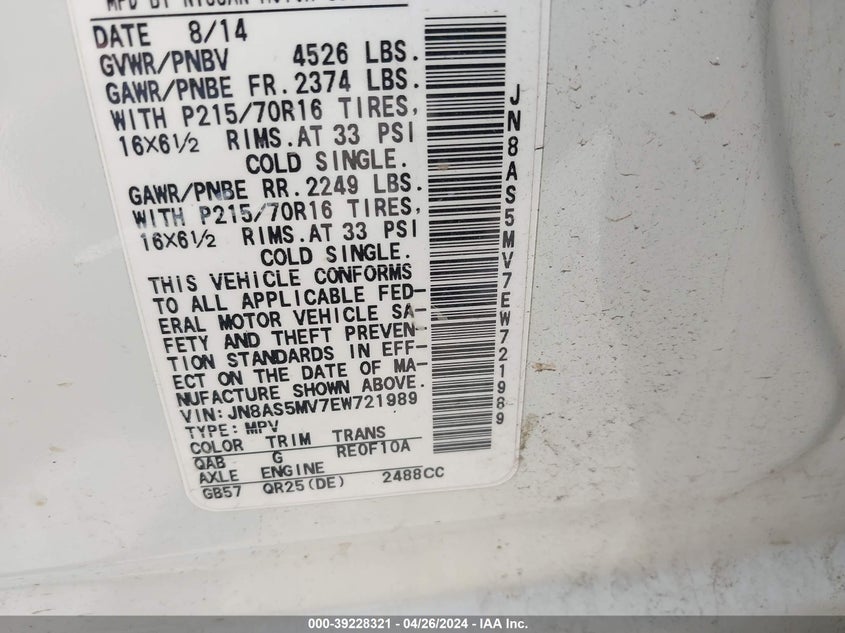 MFD BY NISSAN MOTOR
DATE 8/14
GVWR/PNBV 4526 LBS.
GAWR/PNBE FR.2374 LBS.
WITH P215/70R16 TIRES,
16X6½ RIMS.AT 33 PSI
COLD SINGLE.
GAWR/PNBE RR.2249 LBS.
WITH P215/70R16 TIRES,
16X6½ RIMS.AT 33 PSI
COLD SINGLE.
THIS VEHICLE CONFORMS
TO ALL APPLICABLE FED-
ERAL MOTOR VEHICLE SA-
FETY AND THEFT PREVEN-
TION STANDARDS IN EFF-
ECT ON THE DATE OF MA-
NUFACTURE SHOWN ABOVE.
VIN: JN8AS5MV7EW721989
TYPE: MPV
COLOR TRIM TRANS
QAB G RE0F10A
AXLE ENGINE
GB57 QR25(DE) 2488CC
JN8AS5MV7EW721989
000-39228321 - 04/26/2024 - IAA Inc.